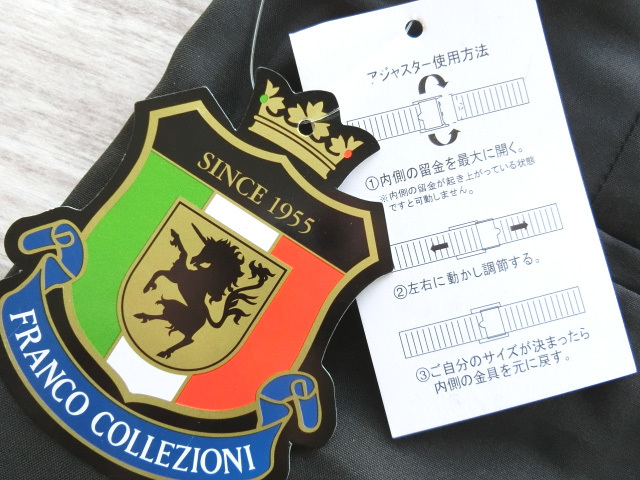 SINCE 1955
FRANCO COLLEZIONI
アジャスター使用方法
①内側の留金を最大に開く。
※内側の留金が起き上がっている状態
ですと可動しません。
②左右に動かし調節する。
③ご自分のサイズが決まったら
内側の金具を元に戻す。